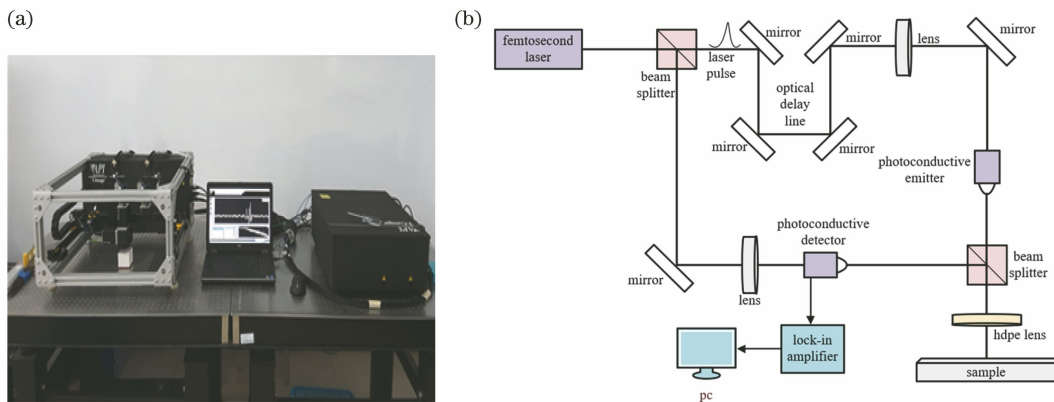 (a)
(b)
femtosecond
laser
beam
splitter
laser
pulse
mirror
mirror
optical
delay
line
mirror
mirror
lens
mirror
photoconductive
emitter
photoconductive
detector
mirror
lens
beam
splitter
hdpe lens
lock-in
amplifier
pc
sample